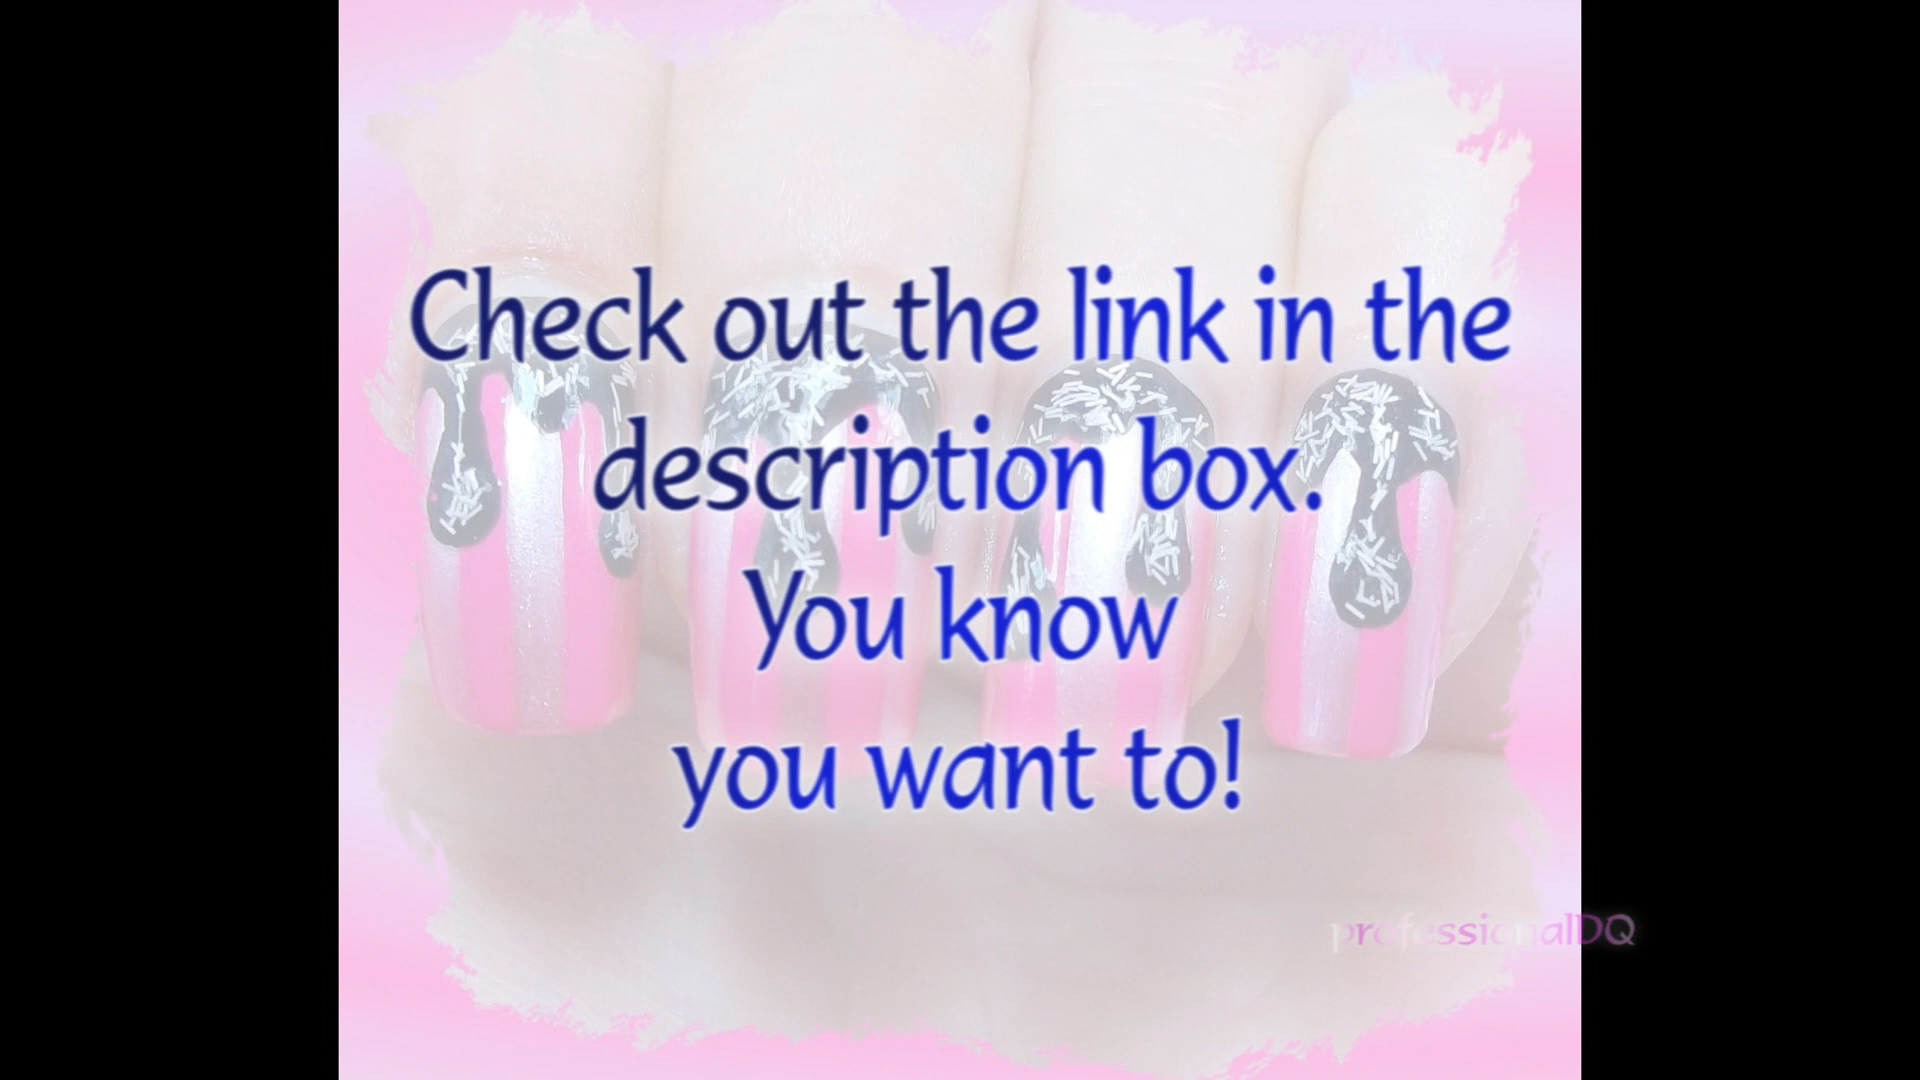 Check out the link in the
description box.
You know
you want to!
professionalDQ